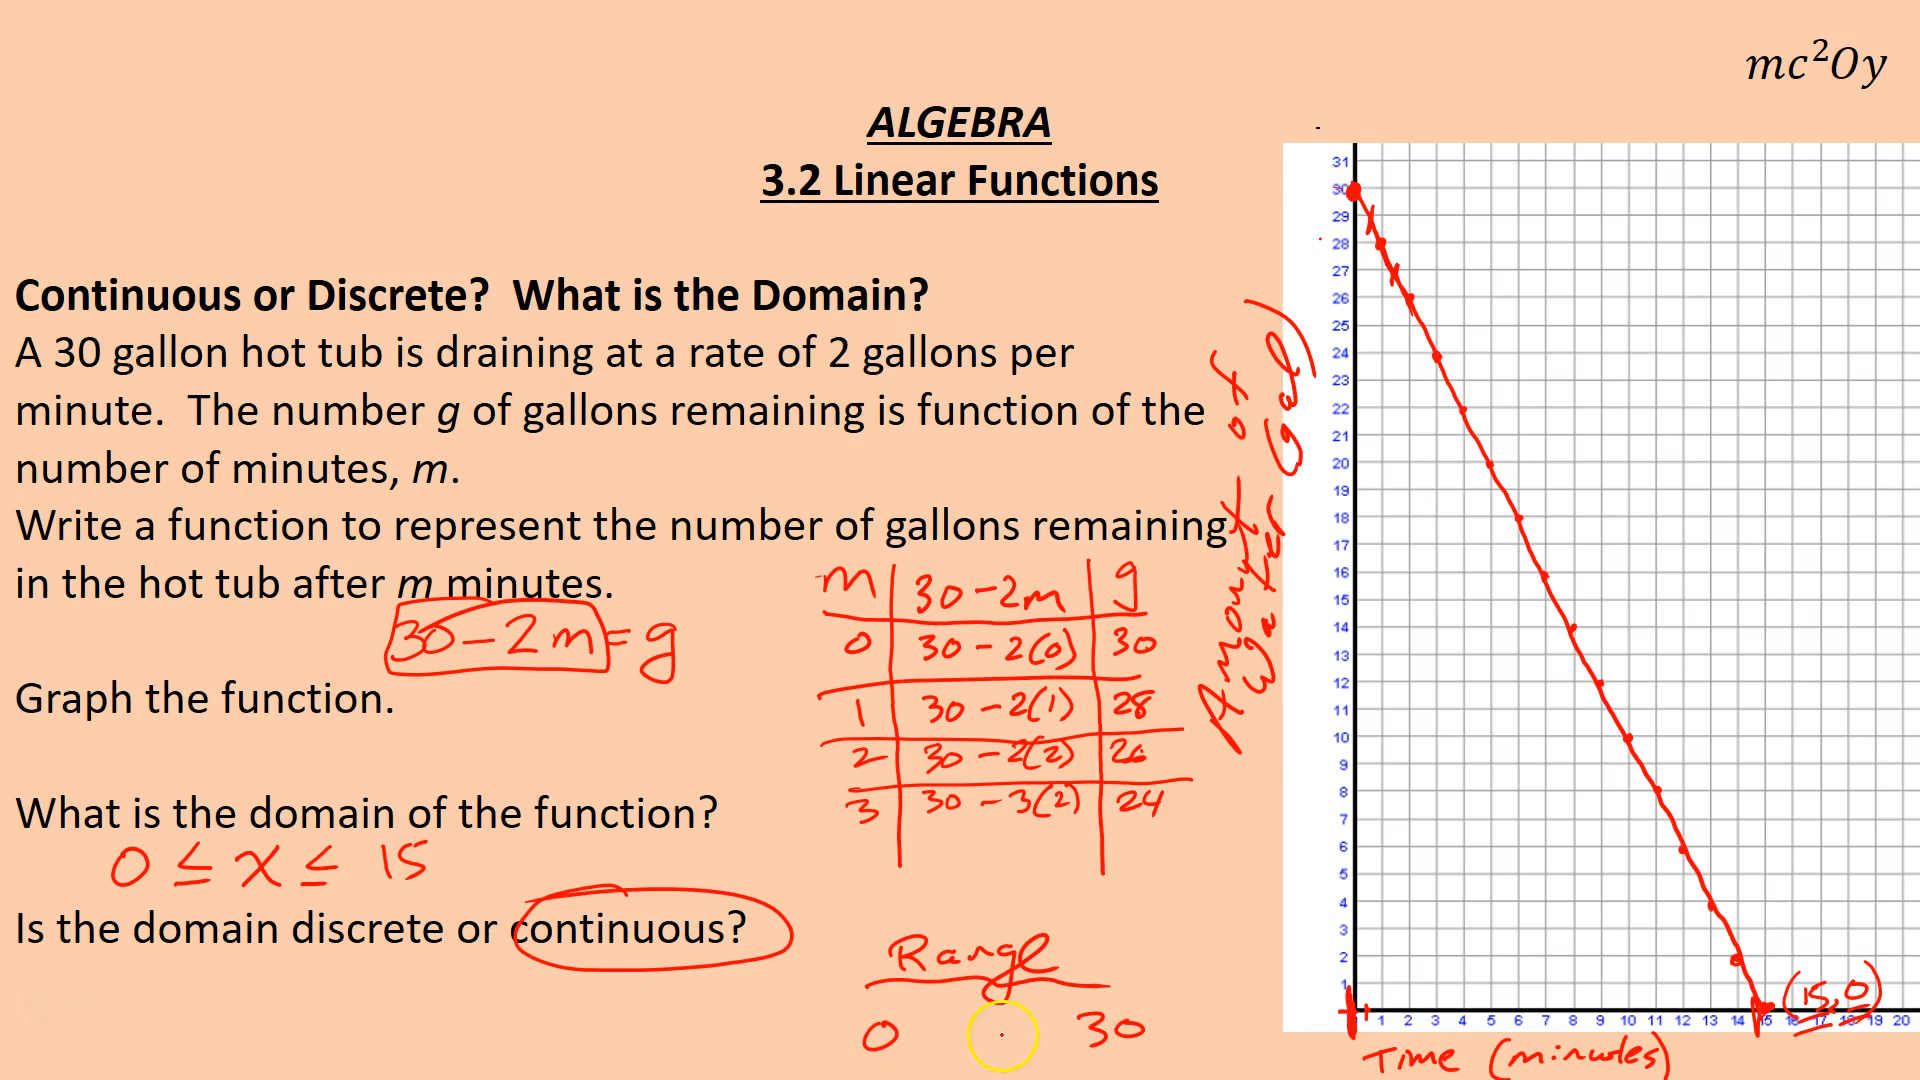 mc²Oy
ALGEBRA
3.2 Linear Functions
Continuous or Discrete? What is the Domain?
A 30 gallon hot tub is draining at a rate of 2 gallons per
minute. The number g of gallons remaining is function of the
number of minutes, m.
Write a function to represent the number of gallons remaining
in the hot tub after m minutes.
30 - 2m = g
Graph the function.
What is the domain of the function?
0 ≤ x ≤ 15
Is the domain discrete or continuous?
m 30 - 2m g
0 30 - 2(0) 30
1 30 - 2(1) 28
2 30 - 2(2) 26
3 30 - 3(2) 24
Range
0 30
Amount of
Water (gal)
31
30
29
28
27
26
25
24
23
22
21
20
19
18
17
16
15
14
13
12
11
10
9
8
7
6
5
4
3
2
1
(15, 0)
1 2 3 4 5 6 7 8 9 10 11 12 13 14 15 16 17 18 19 20
Time (minutes)